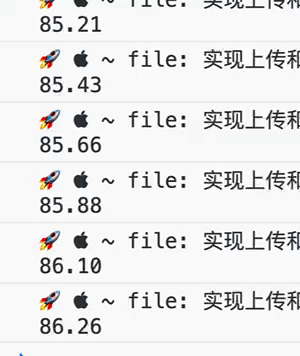 🚀 🍎 ~ file: 实现上传和
85.21
🚀 🍎 ~ file: 实现上传和
85.43
🚀 🍎 ~ file: 实现上传和
85.66
🚀 🍎 ~ file: 实现上传和
85.88
🚀 🍎 ~ file: 实现上传和
86.10
🚀 🍎 ~ file: 实现上传和
86.26